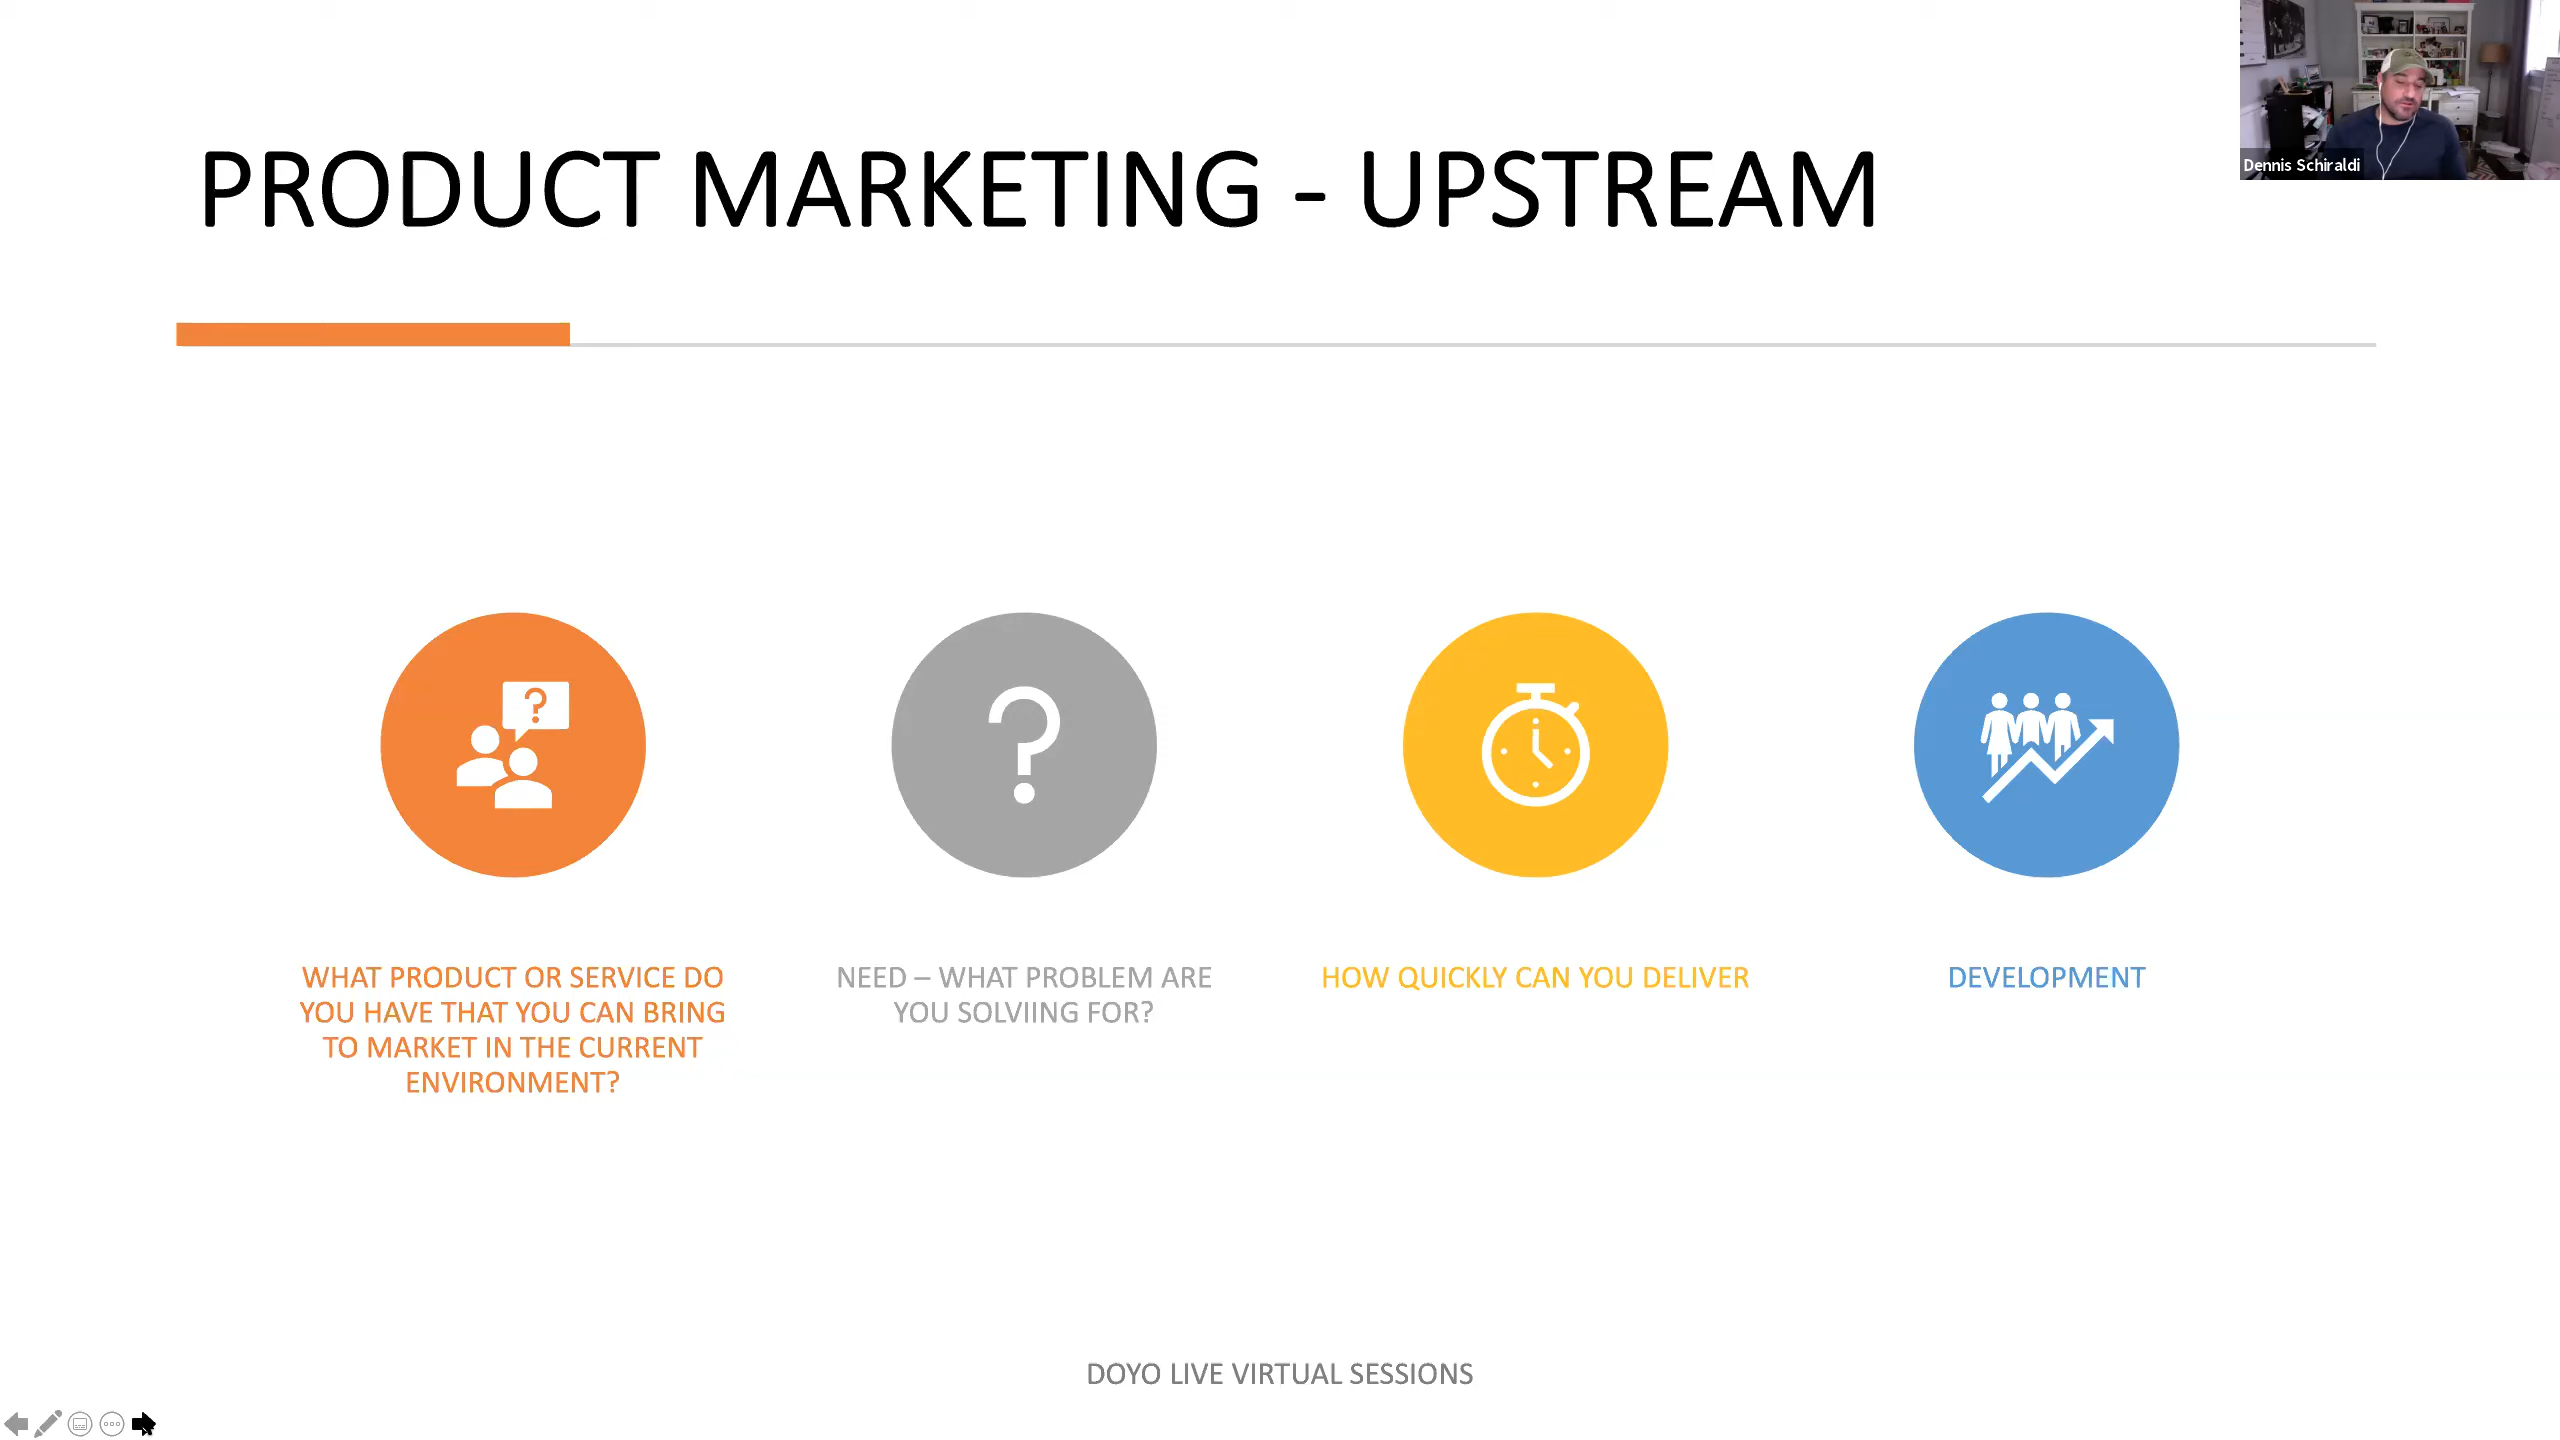 PRODUCT MARKETING - UPSTREAM
Dennis Schiraldi
?
?
WHAT PRODUCT OR SERVICE DO
YOU HAVE THAT YOU CAN BRING
TO MARKET IN THE CURRENT
ENVIRONMENT?
NEED – WHAT PROBLEM ARE
YOU SOLVIING FOR?
HOW QUICKLY CAN YOU DELIVER
DEVELOPMENT
DOYO LIVE VIRTUAL SESSIONS